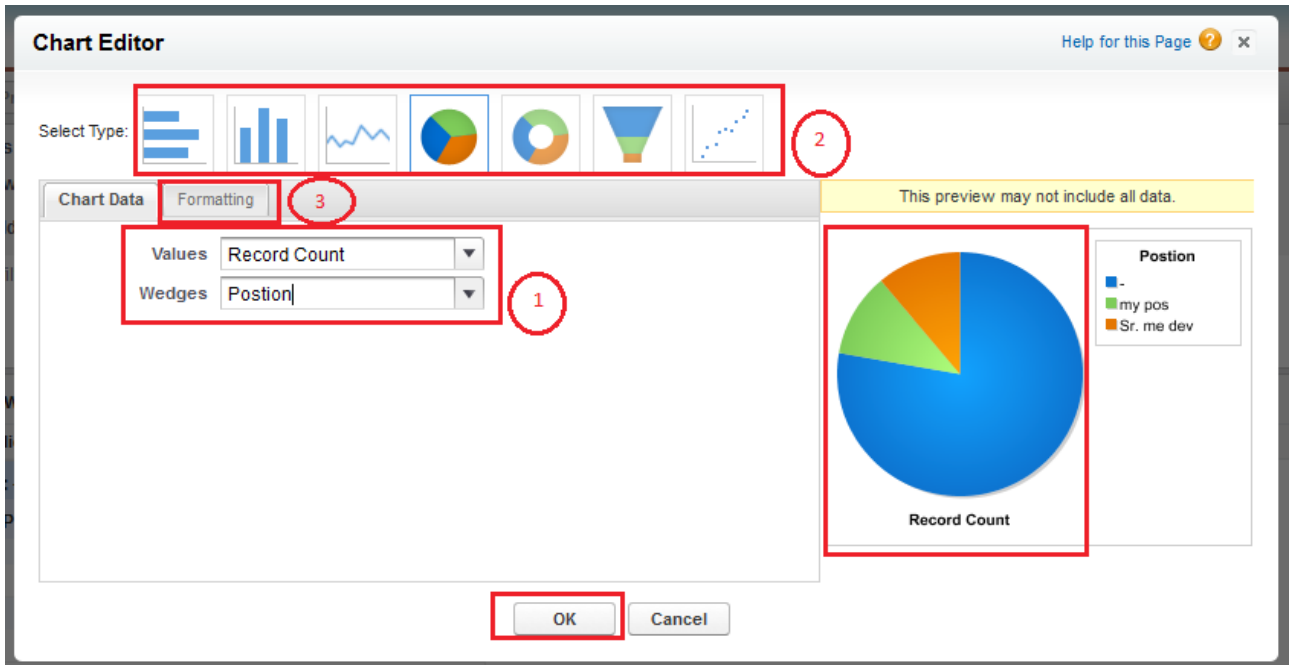 Chart Editor
Help for this Page ?
Select Type:
2
Chart Data Formatting 3
This preview may not include all data.
Values Record Count
Wedges Postion
1
Postion
-
my pos
Sr. me dev
Record Count
OK Cancel